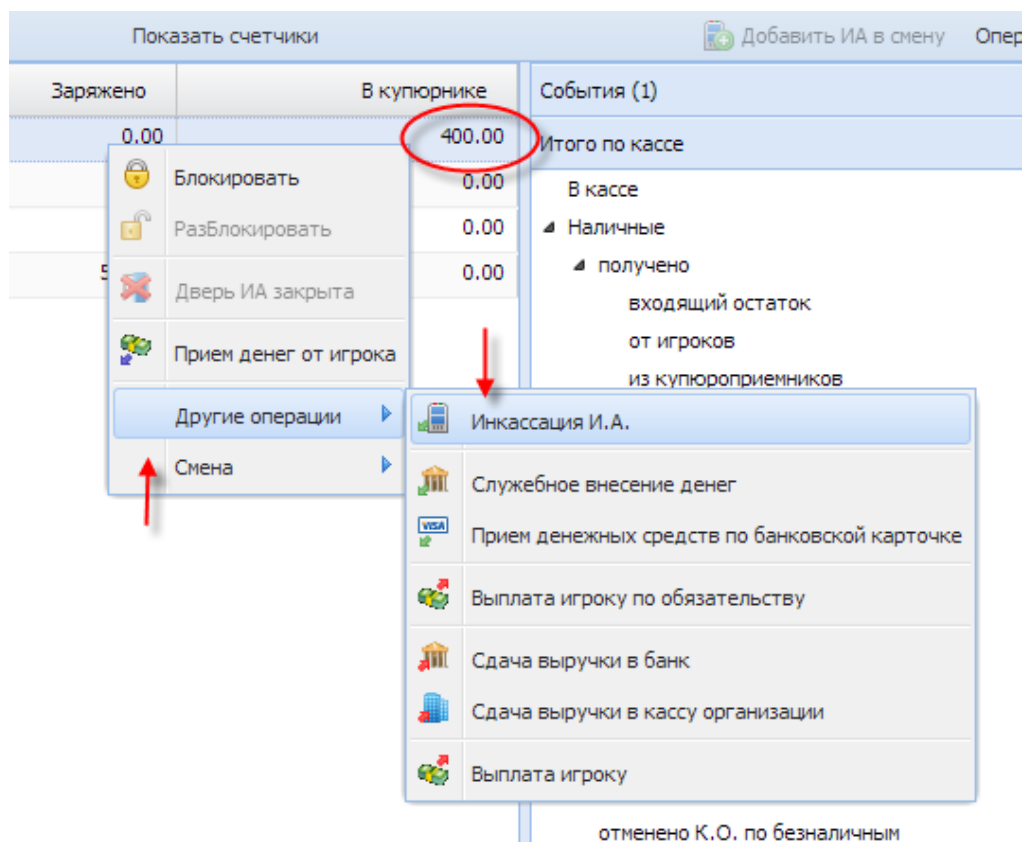 Показать счетчики
Добавить ИА в смену
Опер
Заряжено
В купюрнике
События (1)
0.00
400.00
Итого по кассе
Блокировать
0.00
В кассе
РазБлокировать
0.00
Наличные
5
Дверь ИА закрыта
0.00
получено
входящий остаток
Прием денег от игрока
от игроков
из купюроприемников
Другие операции
Инкассация И.А.
Смена
Служебное внесение денег
VISA
Прием денежных средств по банковской карточке
Выплата игроку по обязательству
Сдача выручки в банк
Сдача выручки в кассу организации
Выплата игроку
отменено К.О. по безналичным